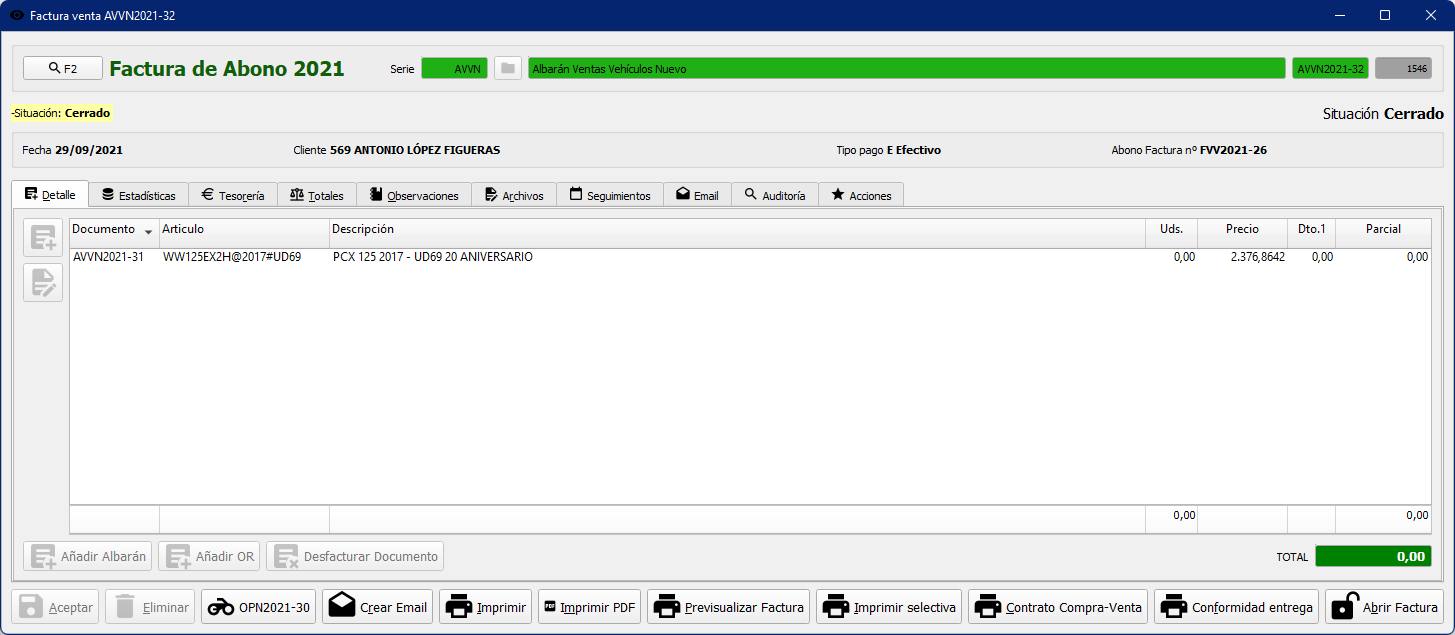 Factura venta AVVN2021-32
F2 Factura de Abono 2021 Serie AVVN Albarán Ventas Vehículos Nuevo AVVN2021-32 1546
-Situación: Cerrado Situación Cerrado
Fecha 29/09/2021 Cliente 569 ANTONIO LÓPEZ FIGUERAS Tipo pago E Efectivo Abono Factura nº FVV2021-26
Detalle Estadísticas Tesorería Totales Observaciones Archivos Seguimientos Email Auditoría Acciones
Documento Articulo Descripción Uds. Precio Dto.1 Parcial
AVVN2021-31 WW125EX2H@2017#UD69 PCX 125 2017 - UD69 20 ANIVERSARIO 0,00 2.376,8642 0,00 0,00
0,00 0,00
Añadir Albarán Añadir OR Desfacturar Documento TOTAL 0,00
Aceptar Eliminar OPN2021-30 Crear Email Imprimir PDF Imprimir PDF Previsualizar Factura Imprimir selectiva Contrato Compra-Venta Conformidad entrega Abrir Factura